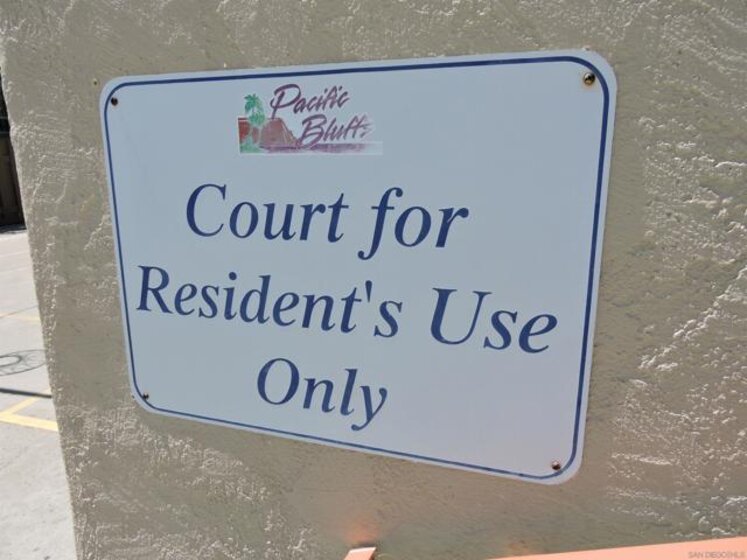 Pacific
Bluffs
Court for
Resident's Use
Only